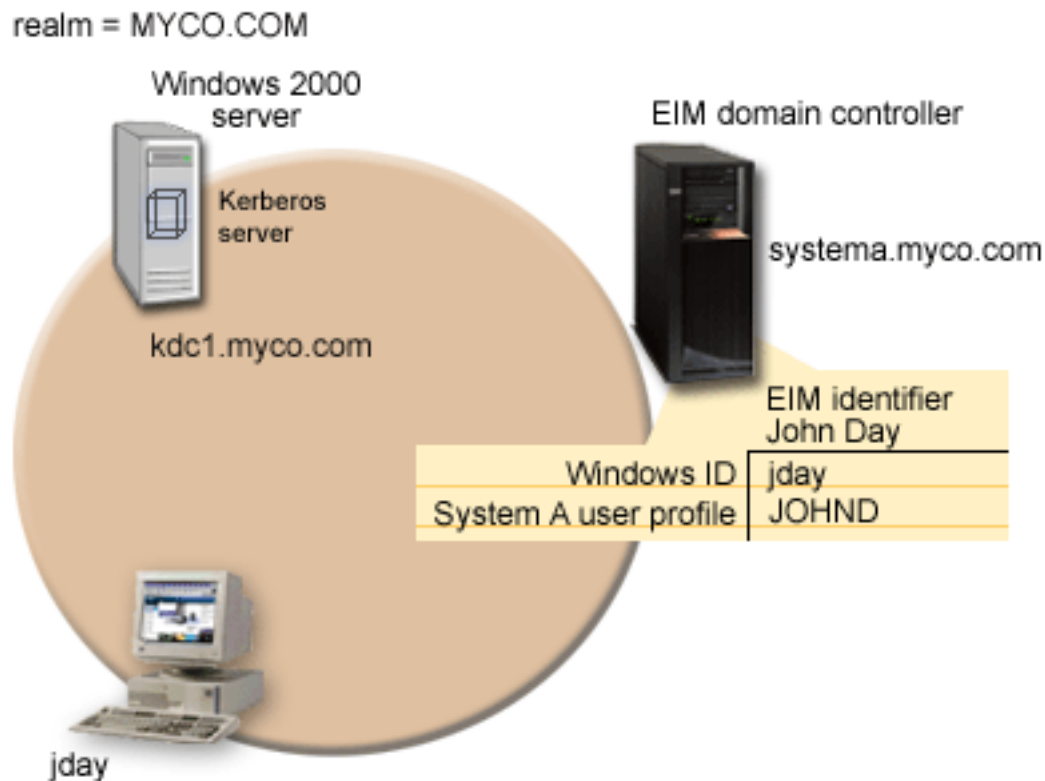 realm = MYCO.COM
Windows 2000
server
EIM domain controller
Kerberos
server
systema.myco.com
kdc1.myco.com
EIM identifier
John Day
Windows ID jday
System A user profile JOHND
jday